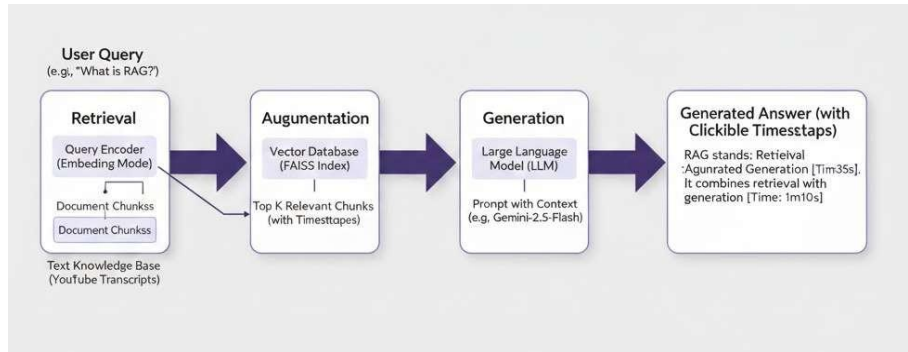 User Query
(e.g., "What is RAG?')
Retrieval
Query Encoder
(Embeding Mode)
Document Chunkss
Document Chunkss
Text Knowledge Base
(YouTube Transcripts)
Augunentation
Vector Database
(FAISS Index)
Top K Relevant Chunks
(with Timesttapes)
Generation
Large Language
Model (LLM)
Pronpt with Context
(e.g, Gemini-2.5-Flash)
Generated Answer (with
Clickible Timesstaps)
RAG stands: Retieival
:Agunrated Generation [Tim35s].
It combines retrieval with
generation [Time: 1m10s]